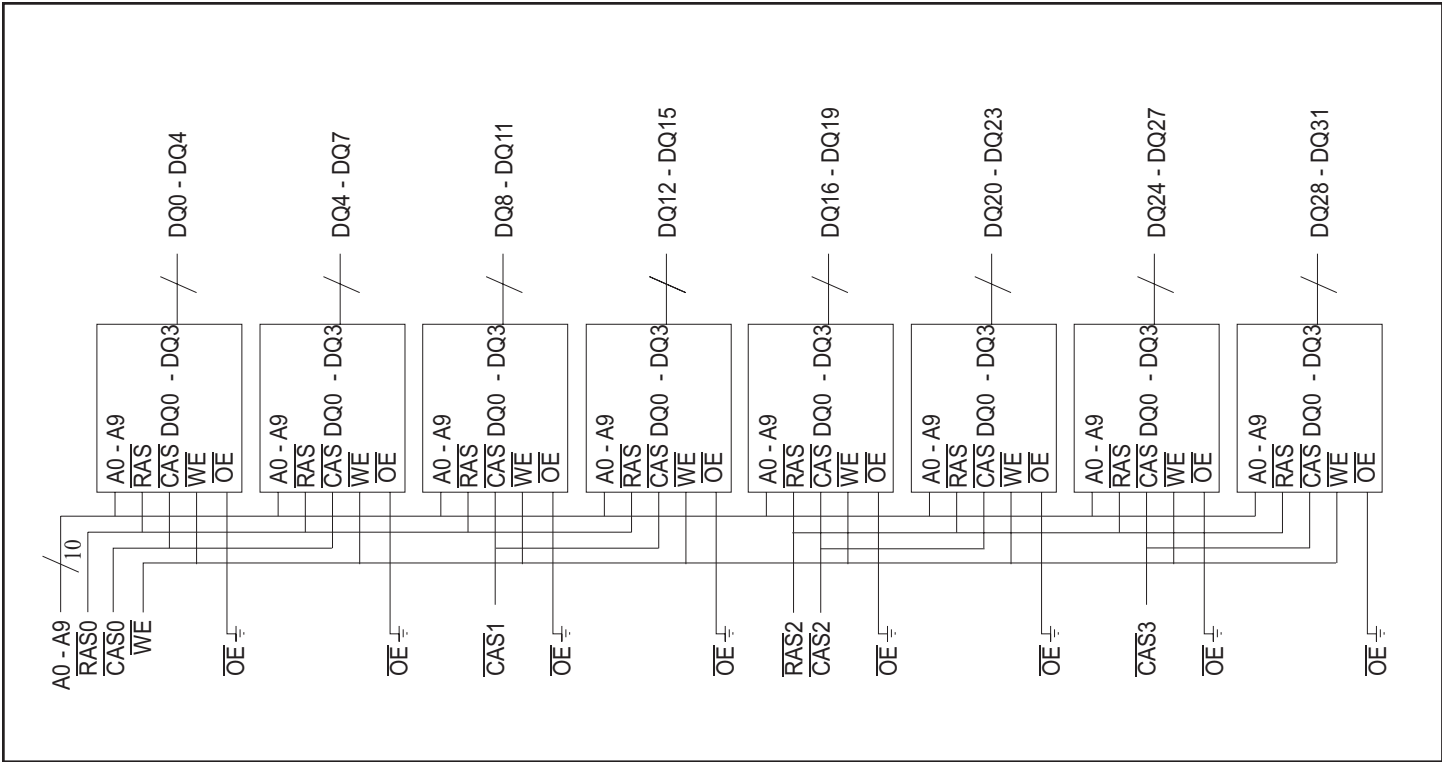 DQ0 - DQ4
DQ4 - DQ7
DQ8 - DQ11
DQ12 - DQ15
DQ16 - DQ19
DQ20 - DQ23
DQ24 - DQ27
DQ28 - DQ31
A0 - A9
RAS
CAS DQ0 - DQ3
WE
OE
A0 - A9
RAS
CAS DQ0 - DQ3
WE
OE
A0 - A9
RAS
CAS DQ0 - DQ3
WE
OE
A0 - A9
RAS
CAS DQ0 - DQ3
WE
OE
A0 - A9
RAS
CAS DQ0 - DQ3
WE
OE
A0 - A9
RAS
CAS DQ0 - DQ3
WE
OE
A0 - A9
RAS
CAS DQ0 - DQ3
WE
OE
A0 - A9
RAS
CAS DQ0 - DQ3
WE
OE
10
A0 - A9
RAS0
CAS0
WE
OE
OE
CAS1
OE
OE
RAS2
CAS2
OE
OE
CAS3
OE
OE